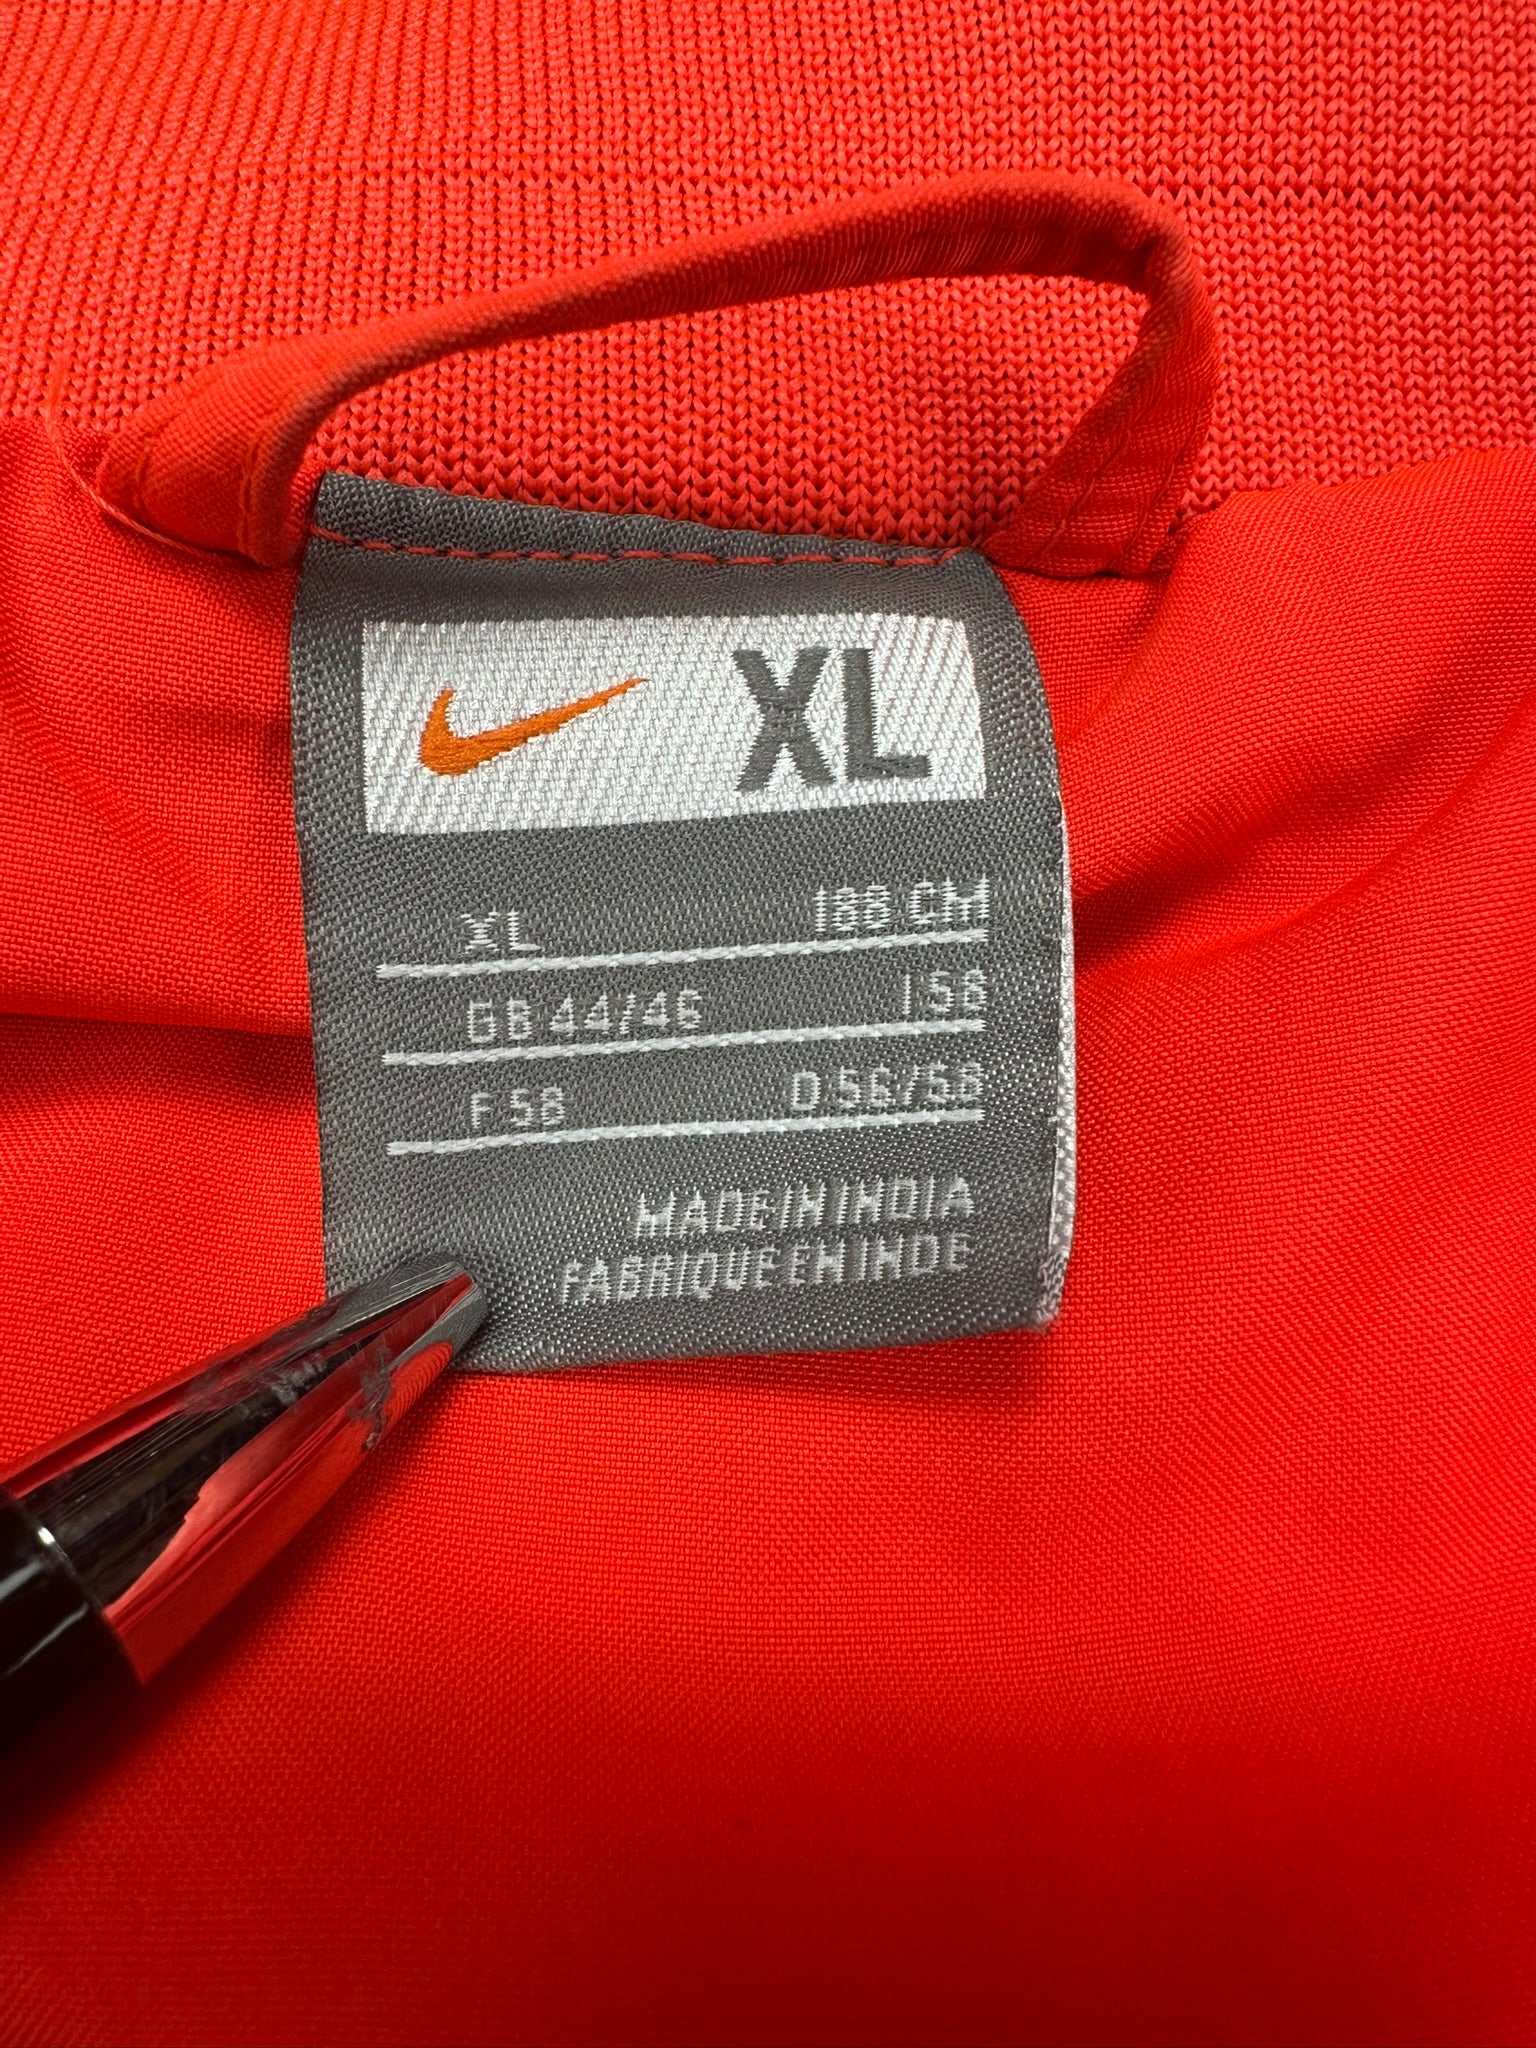 XL
XL 188 CM
GB 44/46 I 58
F 58 D 56/58
MADE IN INDIA
FABRIQUE EN INDE